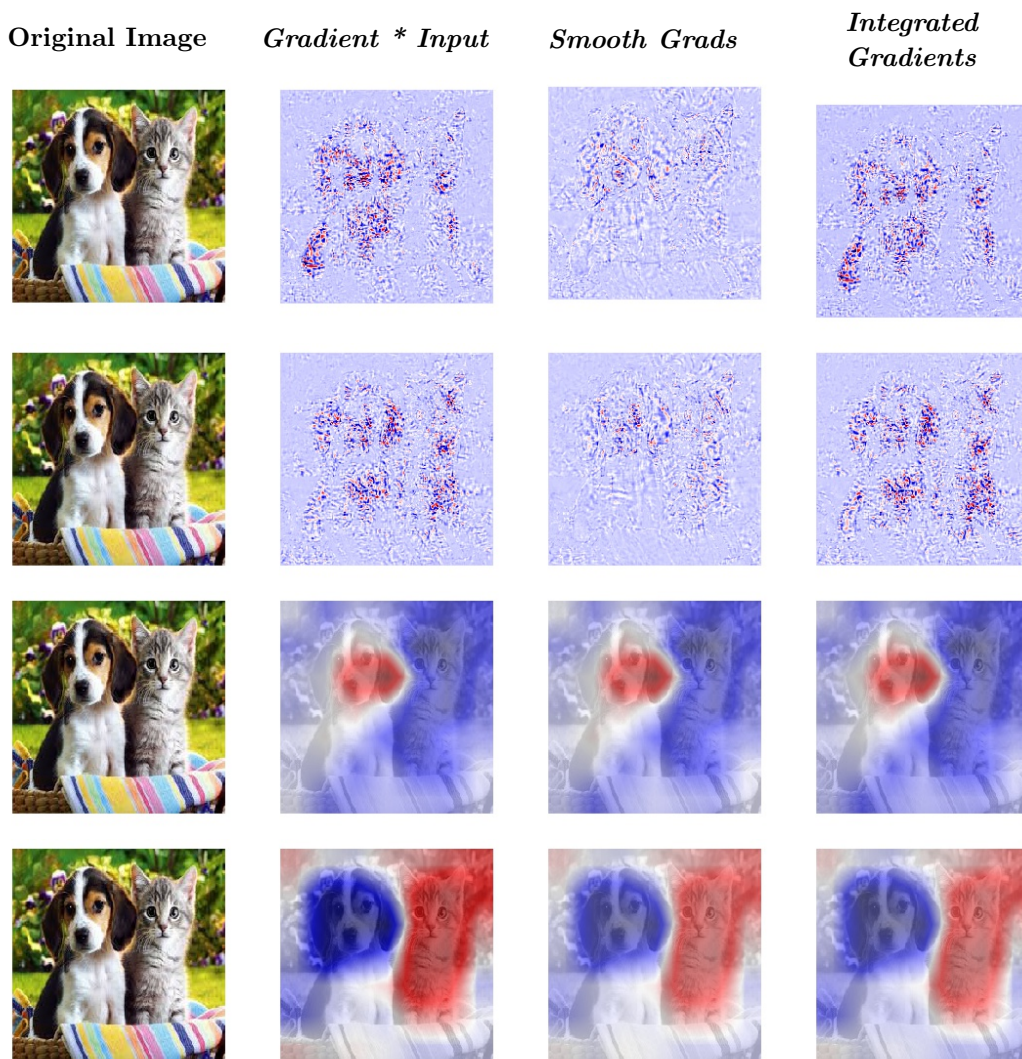 Original Image
Gradient * Input
Smooth Grads
Integrated
Gradients